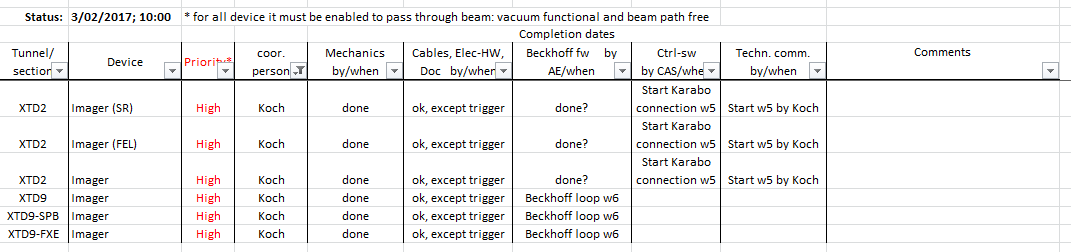 Status: 3/02/2017; 10:00 * for all device it must be enabled to pass through beam: vacuum functional and beam path free
Completion dates
Tunnel/ section Device Priority* coor. person Mechanics by/when Cables, Elec-HW, Doc by/when Beckhoff fw by AE/when Ctrl-sw by CAS/whe Techn. comm. by/when Comments
XTD2 Imager (SR) High Koch done ok, except trigger done? Start Karabo connection w5 Start w5 by Koch
XTD2 Imager (FEL) High Koch done ok, except trigger done? Start Karabo connection w5 Start w5 by Koch
XTD2 Imager High Koch done ok, except trigger done? Start Karabo connection w5 Start w5 by Koch
XTD9 Imager High Koch done ok, except trigger Beckhoff loop w6
XTD9-SPB Imager High Koch done ok, except trigger Beckhoff loop w6
XTD9-FXE Imager High Koch done ok, except trigger Beckhoff loop w6